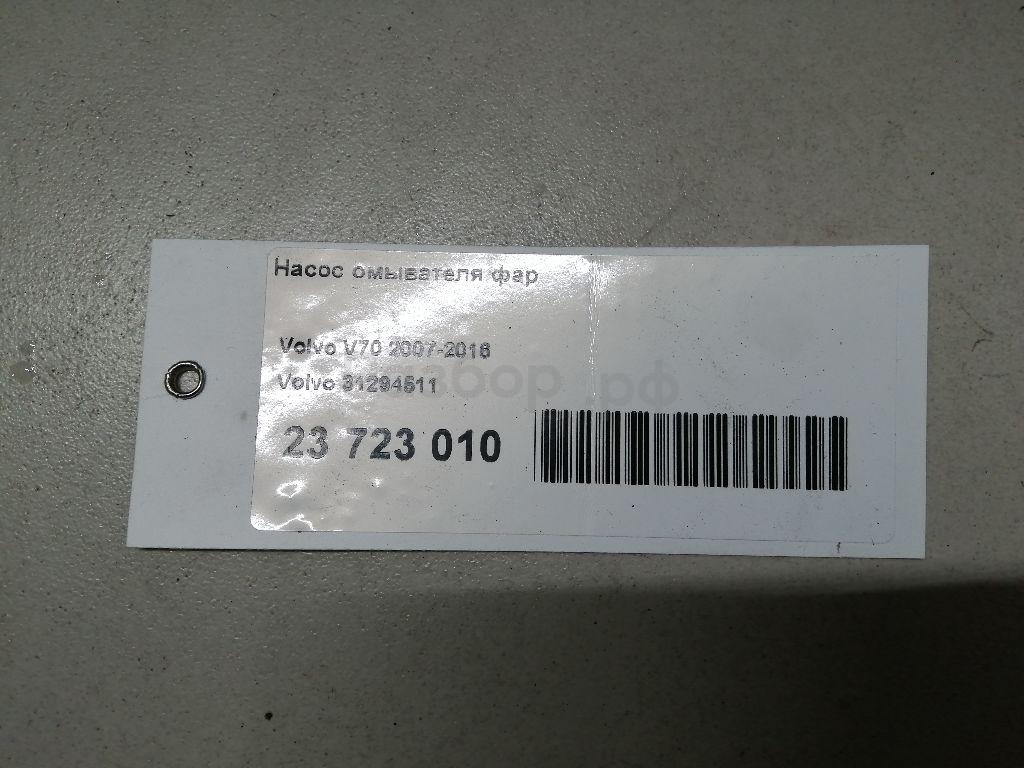 Насос омывателя фар
Volvo V70 2007-2016
Volvo 31294511
23 723 010